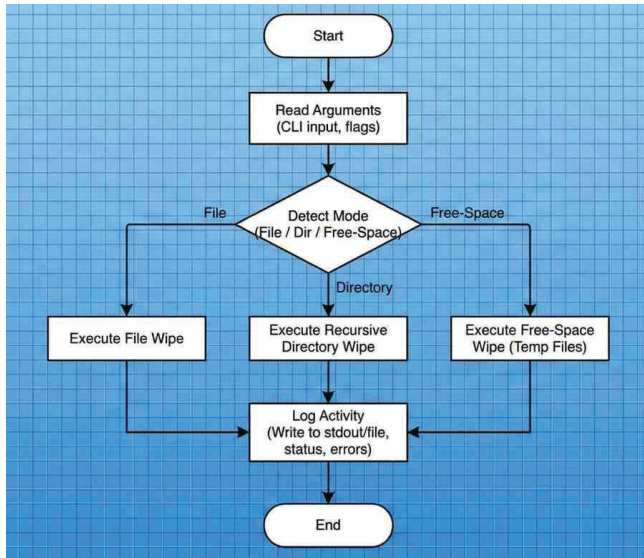 Start
Read Arguments
(CLI input, flags)
File
Detect Mode
(File / Dir / Free-Space)
Free-Space
Directory
Execute File Wipe
Execute Recursive
Directory Wipe
Execute Free-Space
Wipe (Temp Files)
Log Activity
(Write to stdout/file,
status, errors)
End